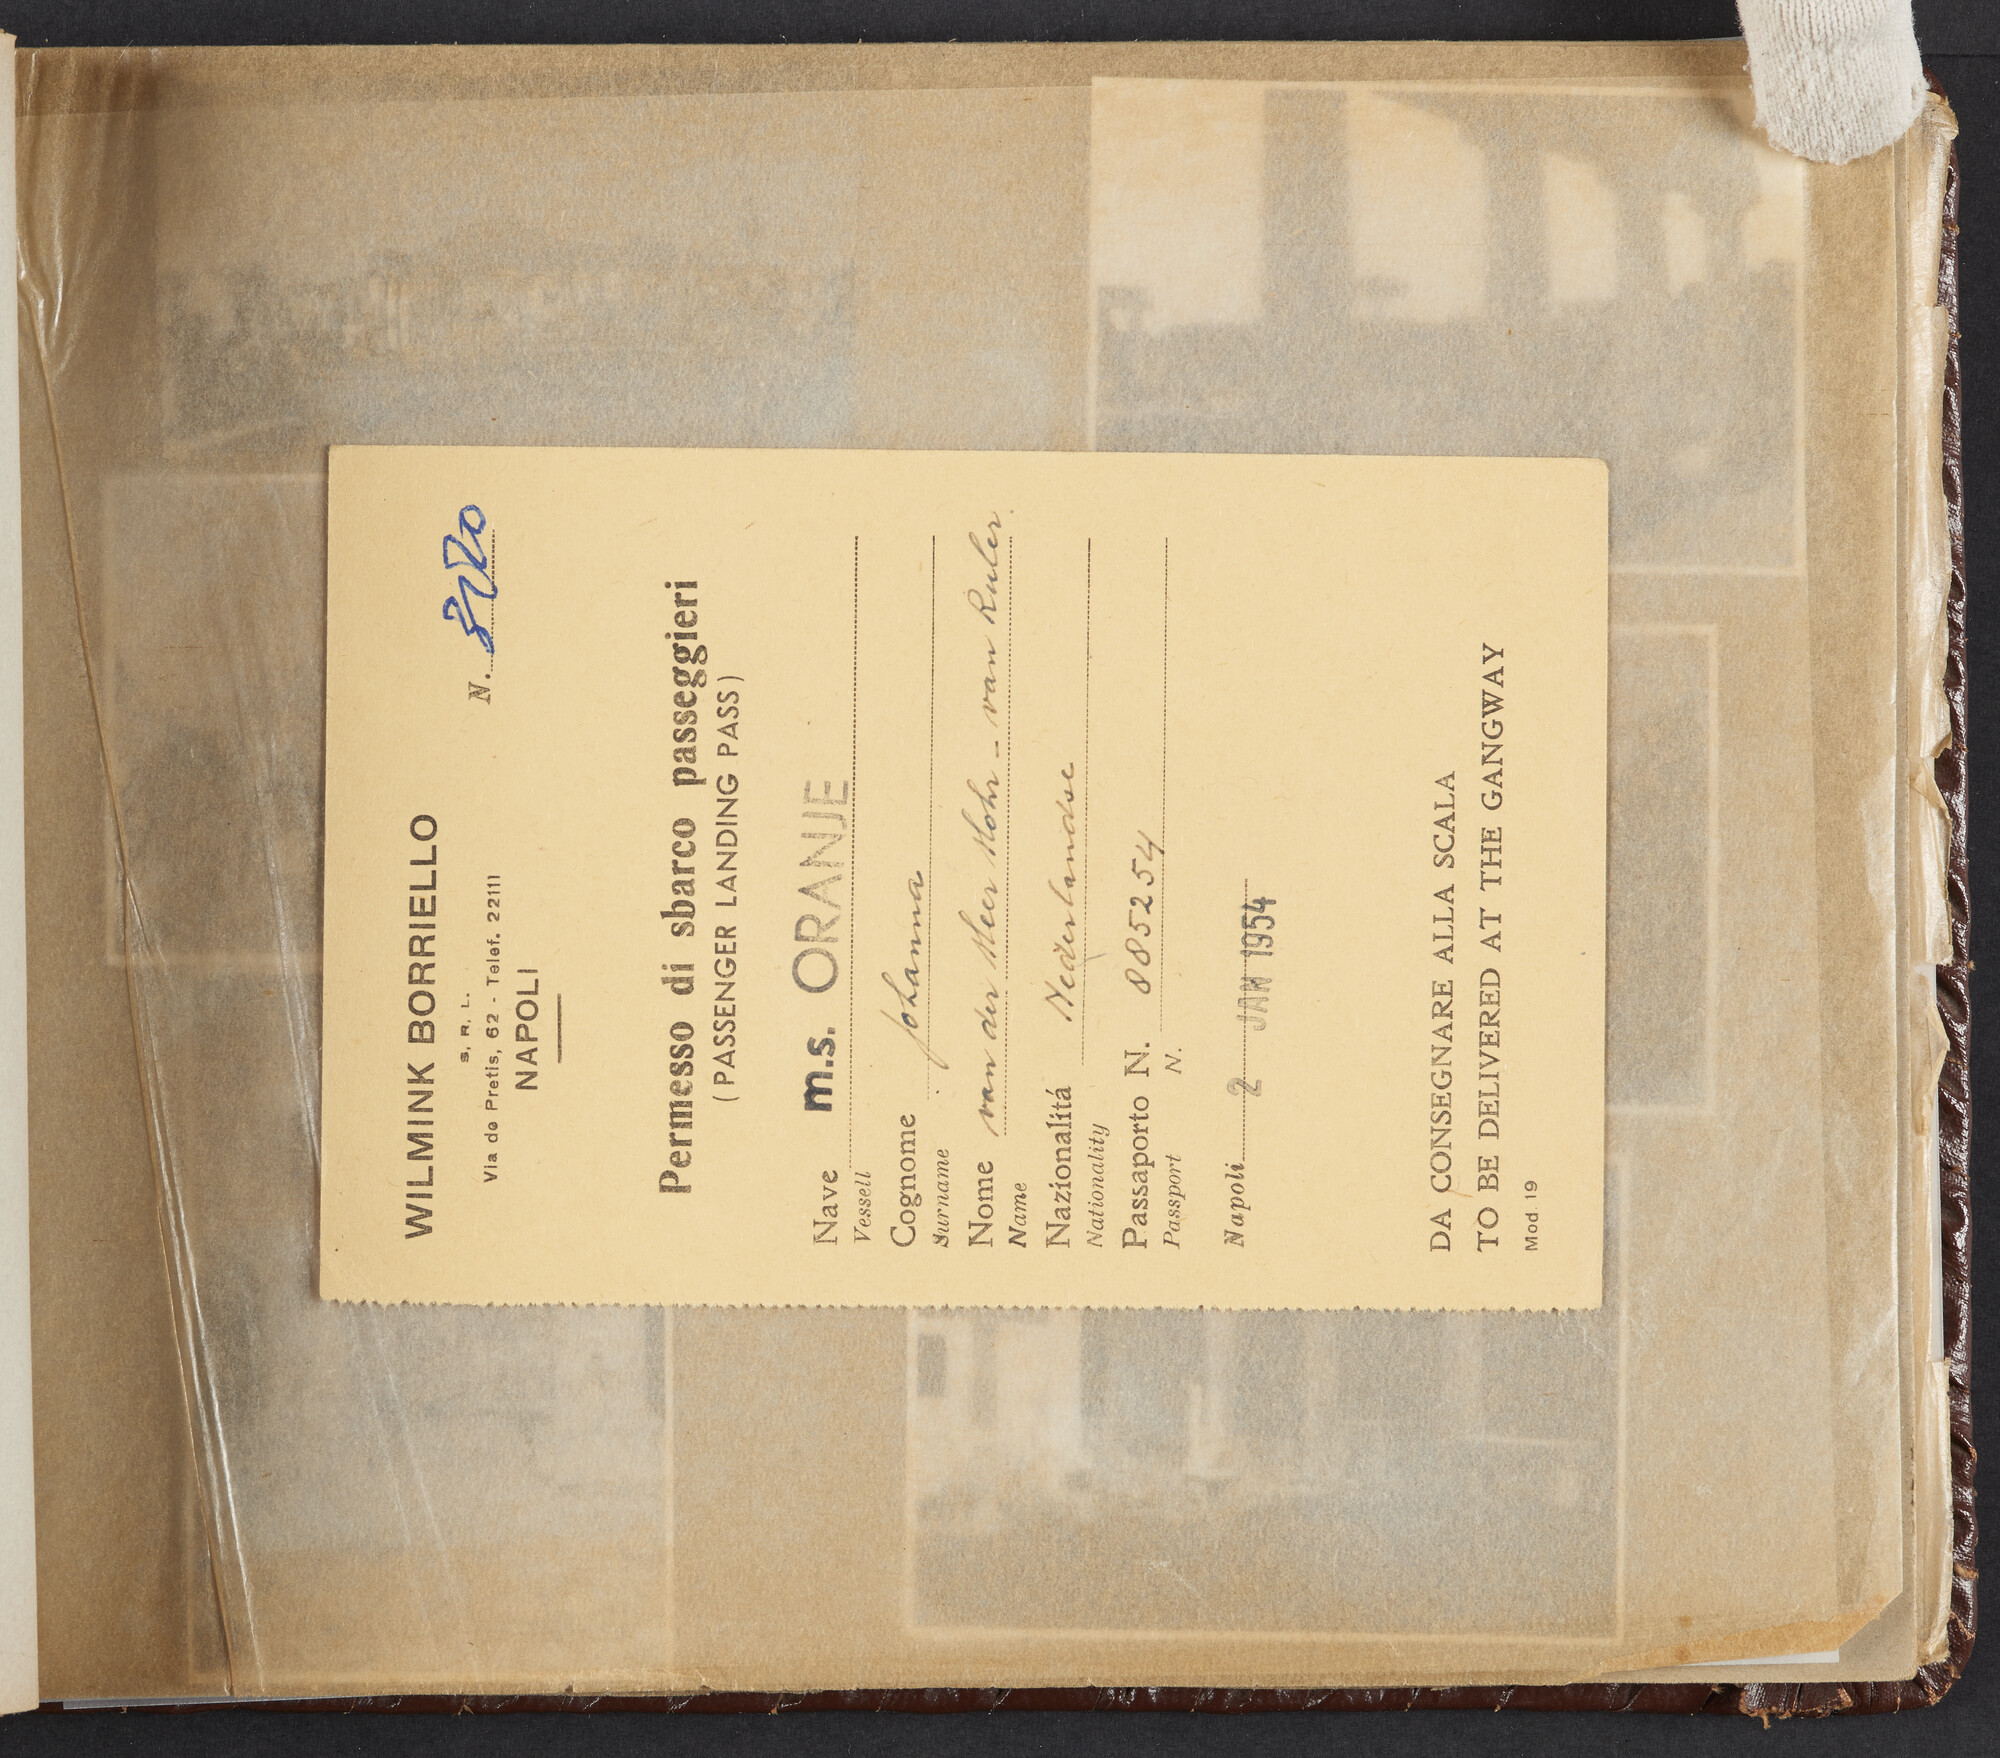 WILMINK BORRIELLO
S. R. L.
Via de Pretis, 62 - Telef. 22111
NAPOLI
N. 3220
Permesso di sbarco passeggieri
( PASSENGER LANDING PASS )
Nave m.s. ORANJE
Vessell
Cognome Johanna
Surname
Nome van der Meer Mohr - van Ruler
Name
Nazionalitá Nederlandse
Nationality
Passaporto N. 885254
Passport N.
Napoli 2 JAN 1954
DA CONSEGNARE ALLA SCALA
TO BE DELIVERED AT THE GANGWAY
Mod. 19